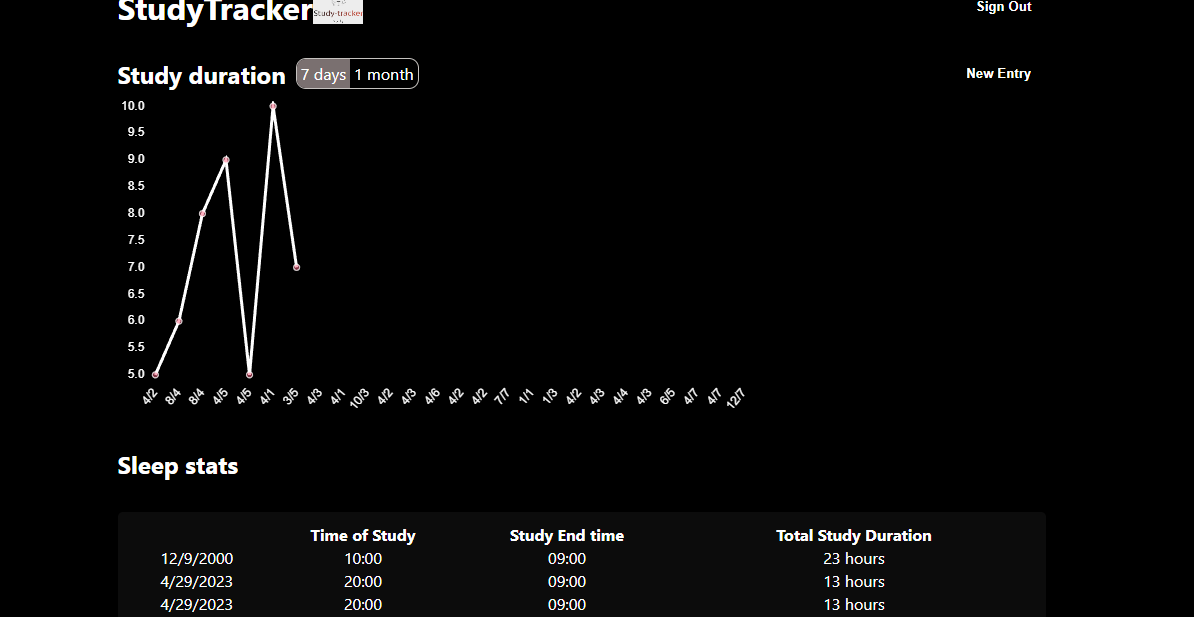 StudyTracker Study-tracker
Sign Out
Study duration 7 days 1 month
New Entry
10.0
9.5
9.0
8.5
8.0
7.5
7.0
6.5
6.0
5.5
5.0
4/2 8/4 8/4 4/5 4/5 4/1 3/5 4/3 4/1 10/3 4/2 4/3 4/6 4/2 4/2 7/7 1/1 1/3 4/2 4/3 4/4 4/3 6/5 4/7 4/7 12/7
Sleep stats
Time of Study Study End time Total Study Duration
12/9/2000 10:00 09:00 23 hours
4/29/2023 20:00 09:00 13 hours
4/29/2023 20:00 09:00 13 hours